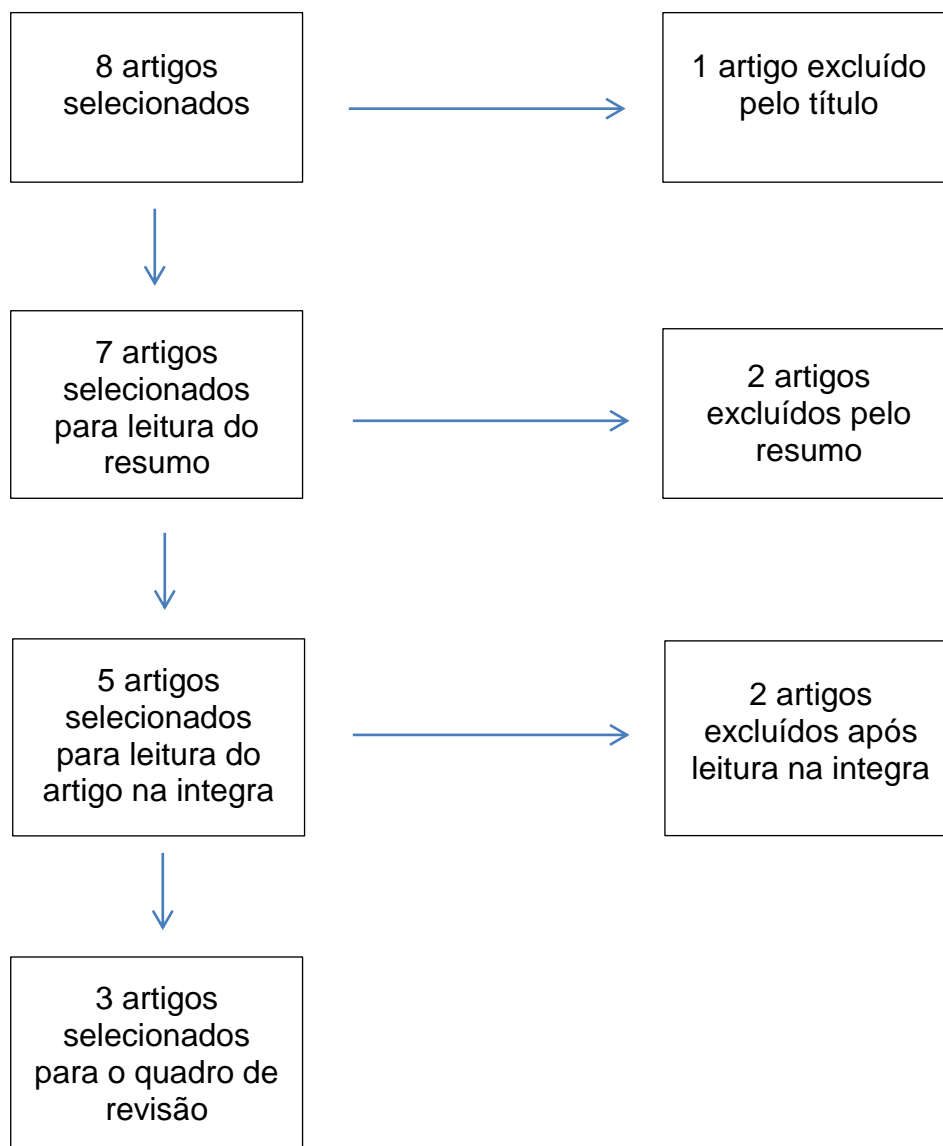 8 artigos
selecionados
1 artigo excluído
pelo título
7 artigos
selecionados
para leitura do
resumo
2 artigos
excluídos pelo
resumo
5 artigos
selecionados
para leitura do
artigo na integra
2 artigos
excluídos após
leitura na integra
3 artigos
selecionados
para o quadro de
revisão